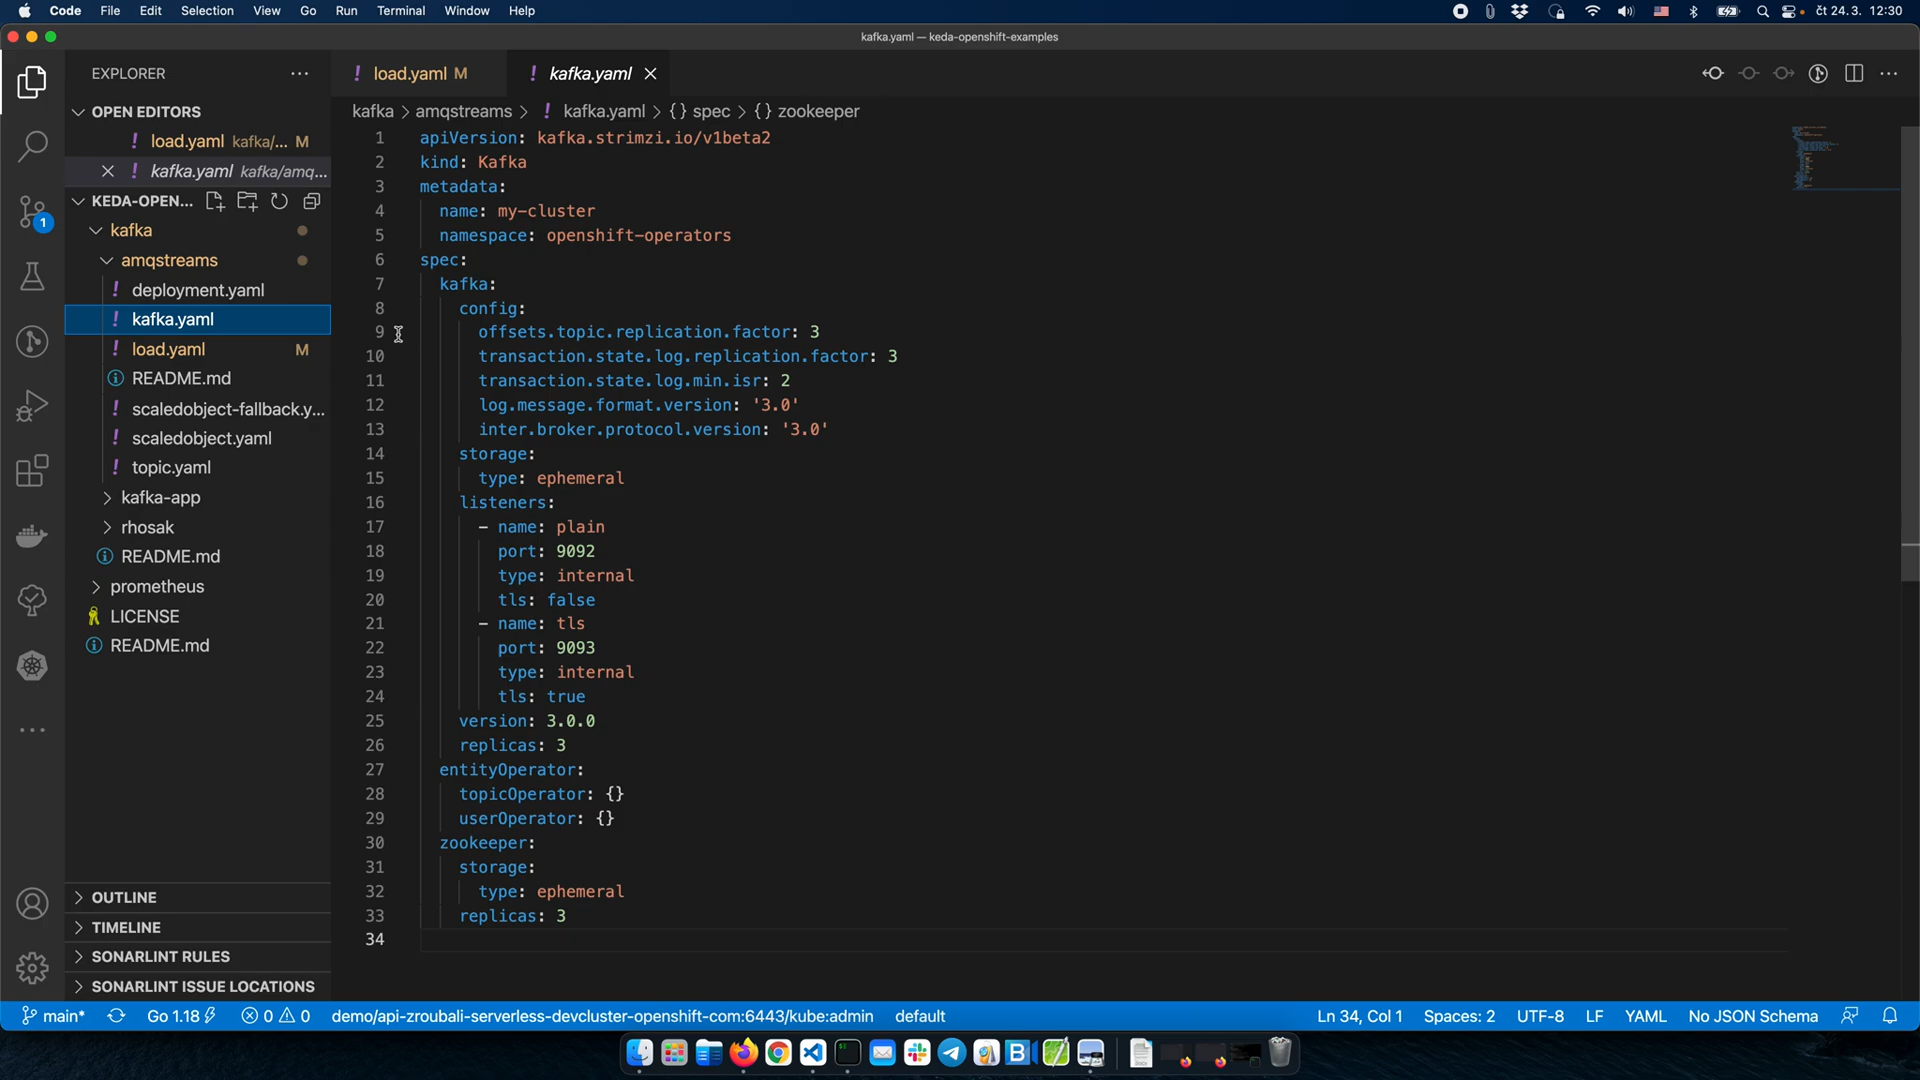 Code File Edit Selection View Go Run Terminal Window Help čt 24.3. 12:30
kafka.yaml — keda-openshift-examples
EXPLORER
OPEN EDITORS
! load.yaml kafka/... M
! kafka.yaml kafka/amq...
KEDA-OPEN...
kafka
amqstreams
! deployment.yaml
! kafka.yaml
! load.yaml M
README.md
! scaledobject-fallback.y...
! scaledobject.yaml
! topic.yaml
kafka-app
rhosak
README.md
prometheus
LICENSE
README.md
OUTLINE
TIMELINE
SONARLINT RULES
SONARLINT ISSUE LOCATIONS
1
! load.yaml M ! kafka.yaml
kafka > amqstreams > ! kafka.yaml > {} spec > {} zookeeper
1 apiVersion: kafka.strimzi.io/v1beta2
2 kind: Kafka
3 metadata:
4 name: my-cluster
5 namespace: openshift-operators
6 spec:
7 kafka:
8 config:
9 offsets.topic.replication.factor: 3
10 transaction.state.log.replication.factor: 3
11 transaction.state.log.min.isr: 2
12 log.message.format.version: '3.0'
13 inter.broker.protocol.version: '3.0'
14 storage:
15 type: ephemeral
16 listeners:
17 - name: plain
18 port: 9092
19 type: internal
20 tls: false
21 - name: tls
22 port: 9093
23 type: internal
24 tls: true
25 version: 3.0.0
26 replicas: 3
27 entityOperator:
28 topicOperator: {}
29 userOperator: {}
30 zookeeper:
31 storage:
32 type: ephemeral
33 replicas: 3
34
main* Go 1.18 0 0 demo/api-zroubali-serverless-devcluster-openshift-com:6443/kube:admin default Ln 34, Col 1 Spaces: 2 UTF-8 LF YAML No JSON Schema